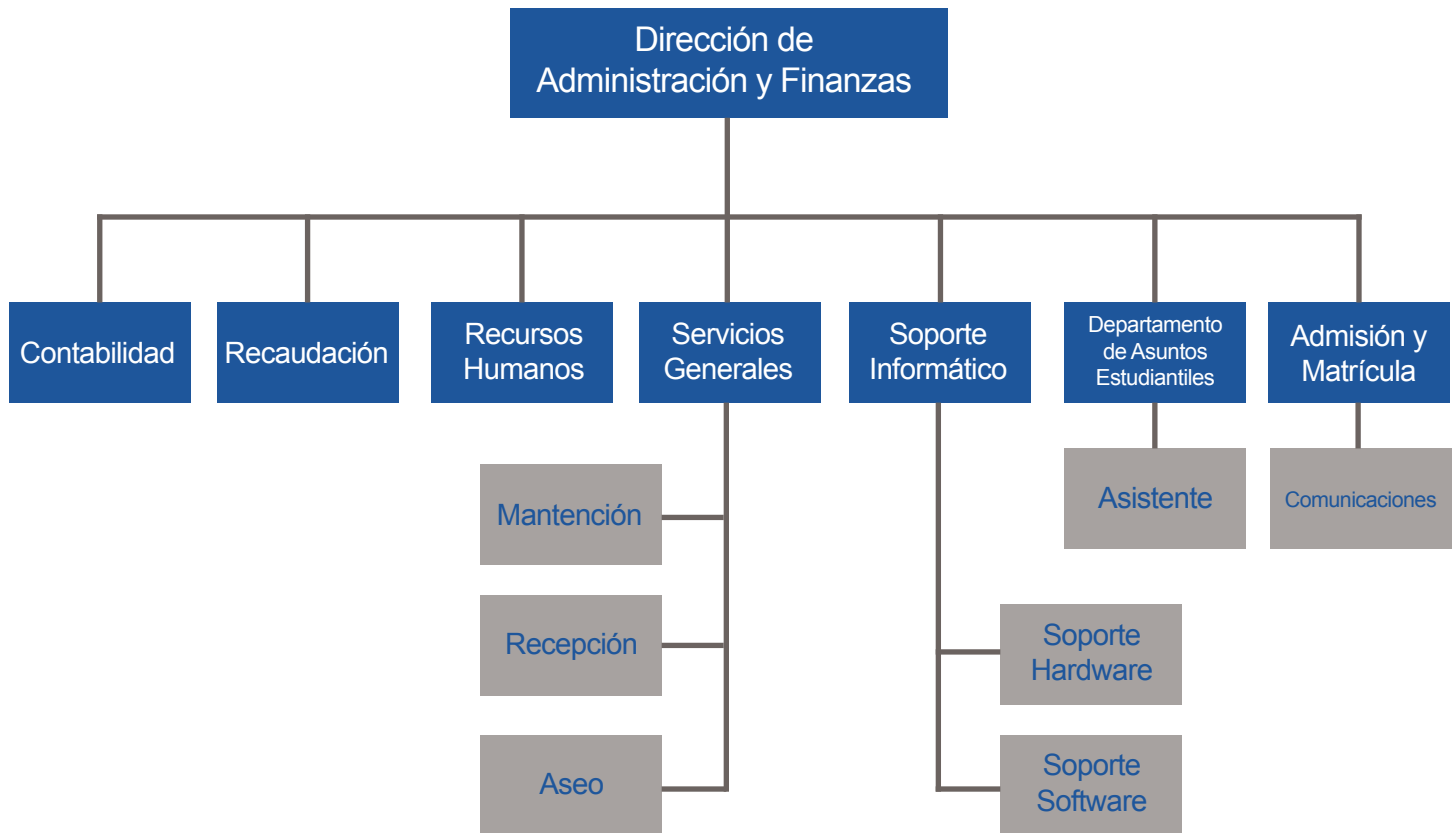 Dirección de
Administración y Finanzas
Contabilidad
Recaudación
Recursos
Humanos
Servicios
Generales
Soporte
Informático
Departamento
de Asuntos
Estudiantiles
Admisión y
Matrícula
Mantención
Recepción
Aseo
Soporte
Hardware
Soporte
Software
Asistente
Comunicaciones